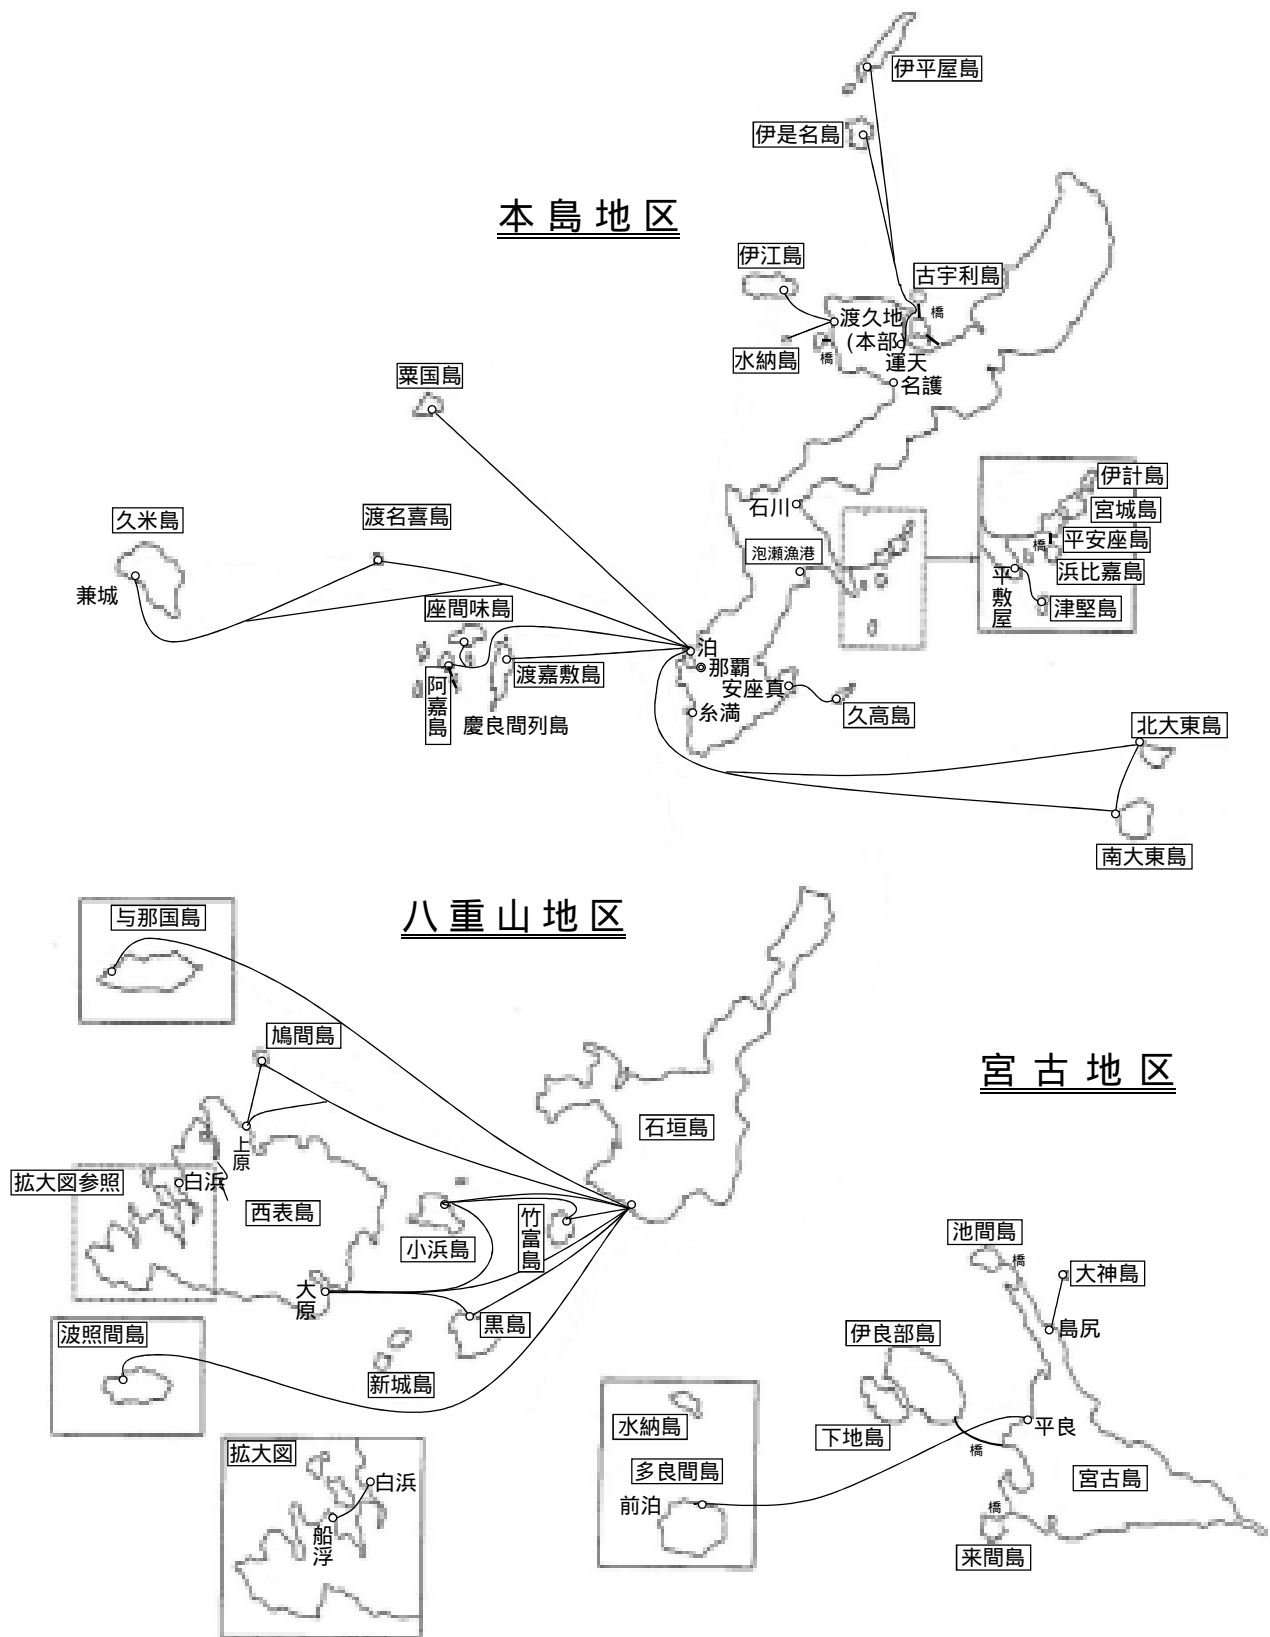 伊平屋島
伊是名島
本島地区
伊江島
古宇利島
橋
渡久地
(本部)
水納島
橋
運天
名護
粟国島
石川
伊計島
宮城島
久米島
渡名喜島
泡瀬漁港
橋
平安座島
浜比嘉島
兼城
座間味島
平敷屋
津堅島
泊
那覇
渡嘉敷島
阿嘉島
安座真
糸満
久高島
慶良間列島
北大東島
南大東島
八重山地区
与那国島
鳩間島
宮古地区
石垣島
上原
拡大図参照
白浜
西表島
竹富島
小浜島
池間島
橋
大神島
大原
黒島
島尻
波照間島
新城島
伊良部島
水納島
下地島
平良
橋
拡大図
多良間島
宮古島
白浜
前泊
橋
船浮
来間島